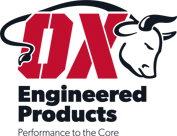 OX
Engineered
Products
Performance to the Core